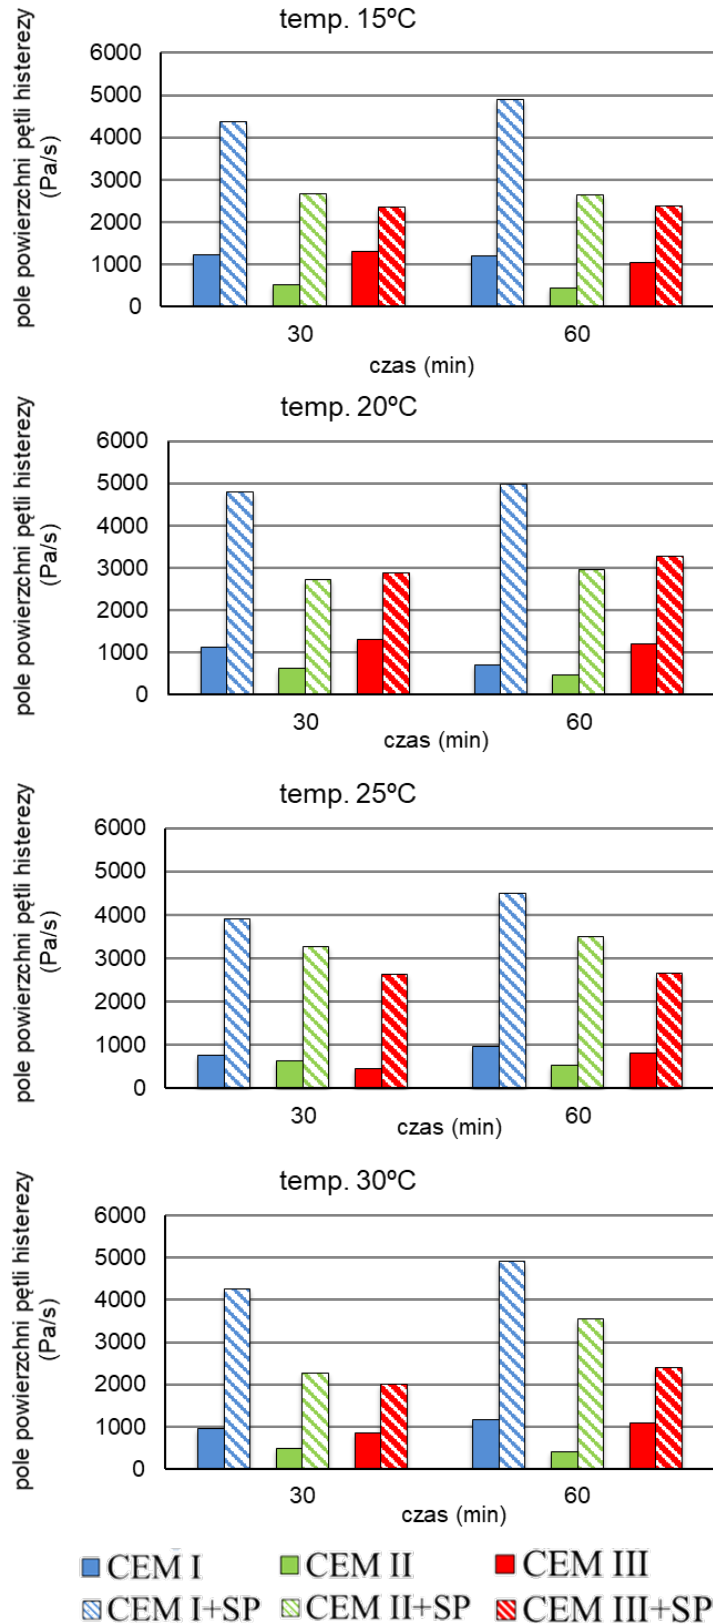 temp. 15ºC
pole powierzchni pętli histerezy
(Pa/s)
6000
5000
4000
3000
2000
1000
0
30
60
czas (min)
temp. 20ºC
pole powierzchni pętli histerezy
(Pa/s)
6000
5000
4000
3000
2000
1000
0
30
60
czas (min)
temp. 25ºC
pole powierzchni pętli histerezy
(Pa/s)
6000
5000
4000
3000
2000
1000
0
30
60
czas (min)
temp. 30ºC
pole powierzchni pętli histerezy
(Pa/s)
6000
5000
4000
3000
2000
1000
0
30
60
czas (min)
CEM I CEM II CEM III
CEM I+SP CEM II+SP CEM III+SP